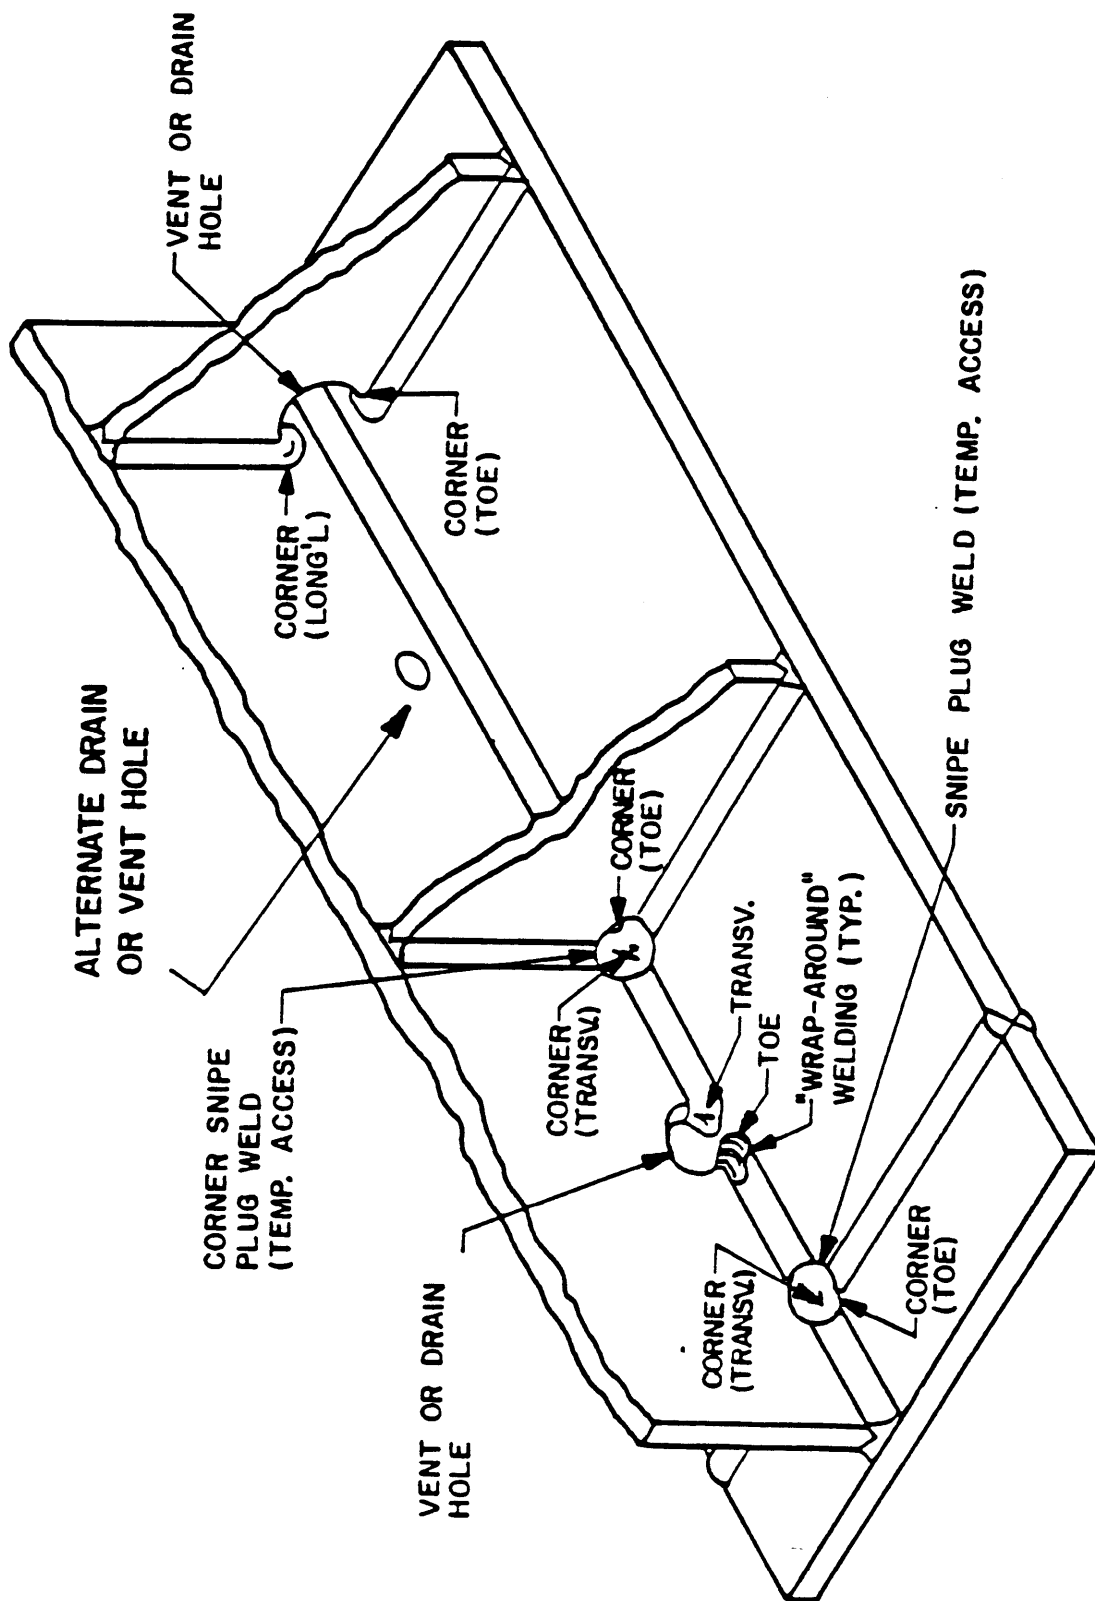 ALTERNATE DRAIN
OR VENT HOLE
VENT OR DRAIN
HOLE
CORNER
(LONG'L)
CORNER
(TOE)
CORNER SNIPE
PLUG WELD
(TEMP. ACCESS)
CORNER
(TRANSV.)
CORNER
(TOE)
VENT OR DRAIN
HOLE
TRANSV.
TOE
"WRAP-AROUND"
WELDING (TYP.)
CORNER
(TRANSV.)
CORNER
(TOE)
SNIPE PLUG WELD (TEMP. ACCESS)